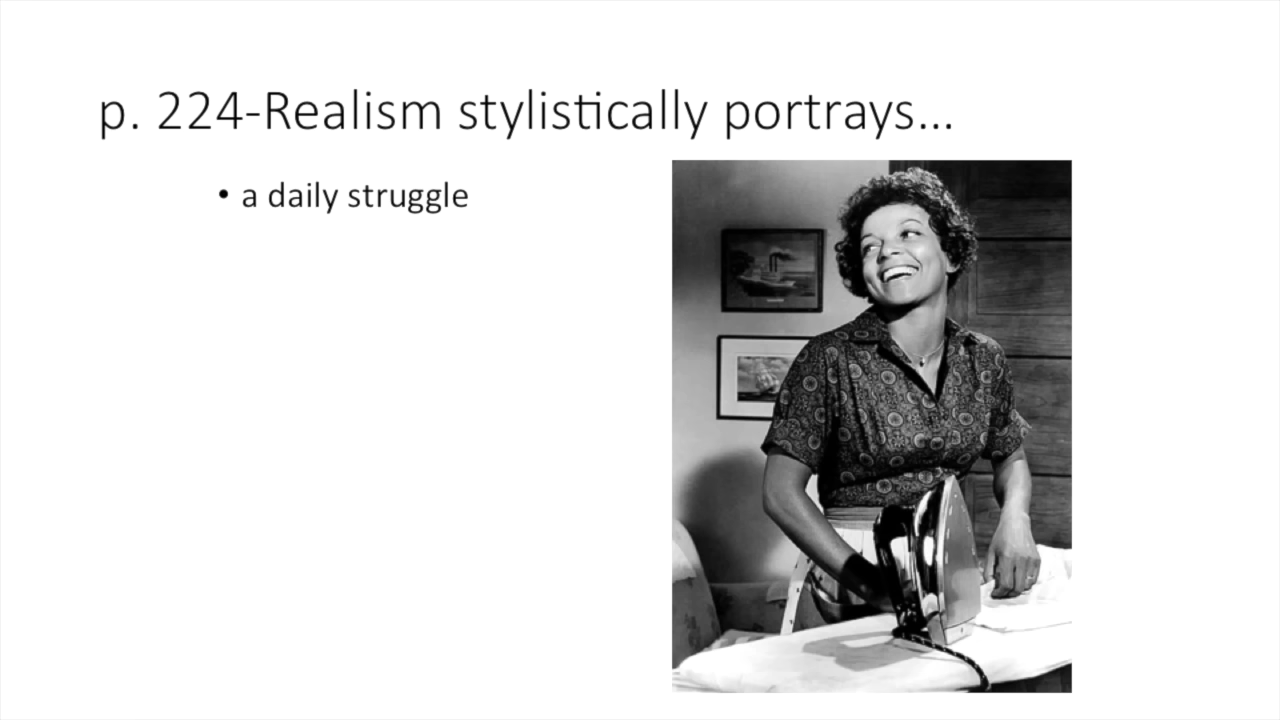 p. 224-Realism stylistically portrays...
• a daily struggle